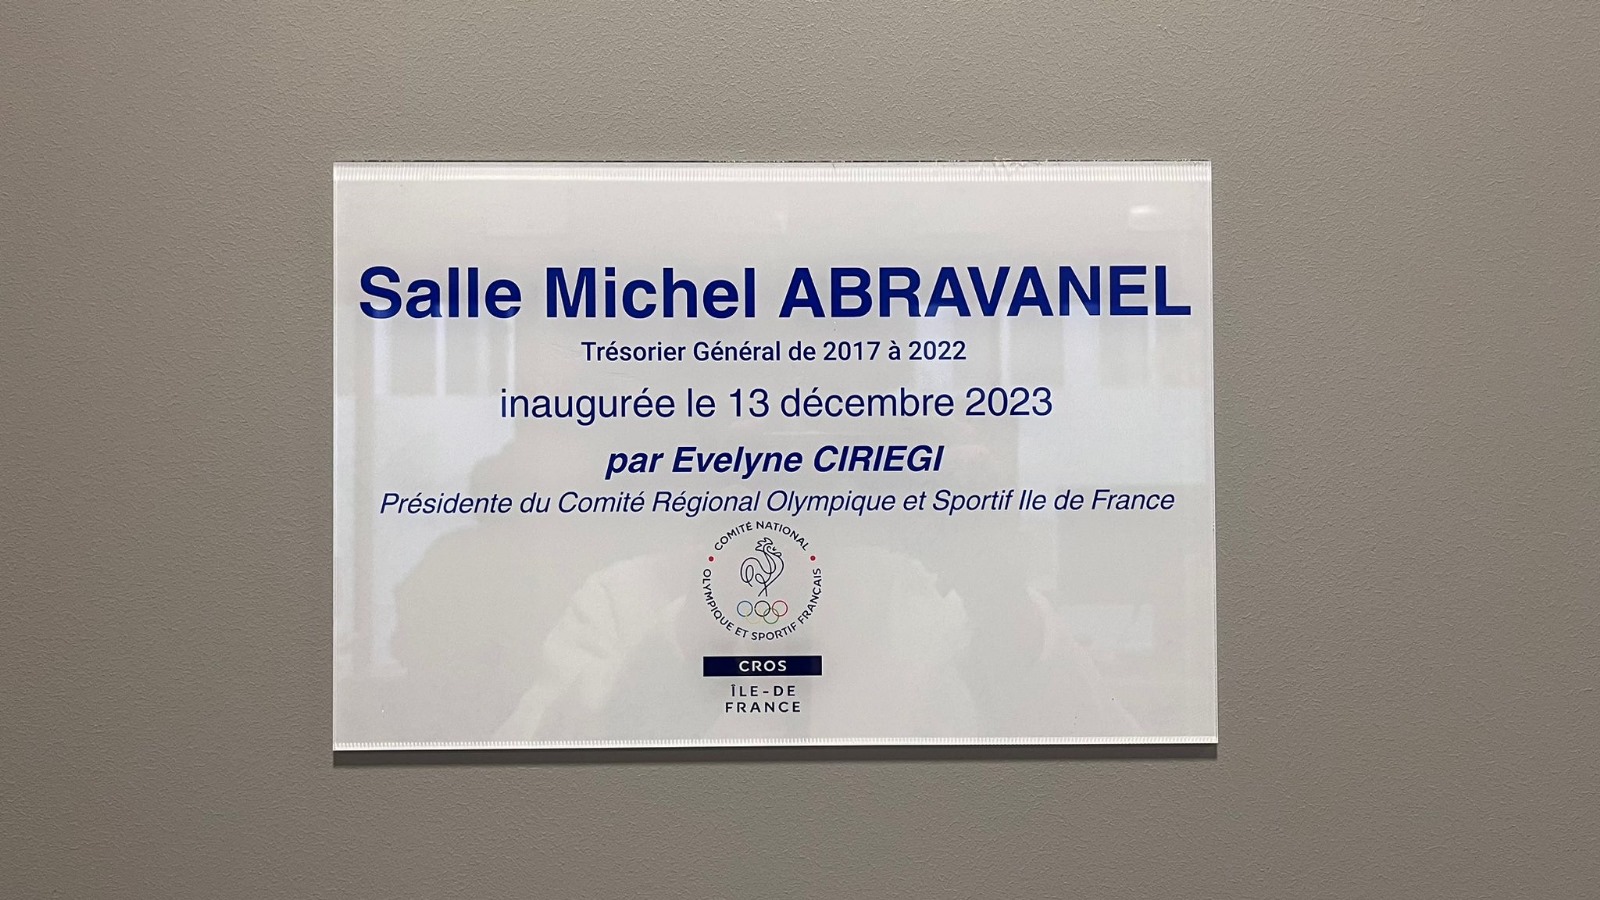 Salle Michel ABRAVANEL
Trésorier Général de 2017 à 2022
inaugurée le 13 décembre 2023
par Evelyne CIRIEGI
Présidente du Comité Régional Olympique et Sportif Ile de France
COMITÉ NATIONAL
OLYMPIQUE ET SPORTIF FRANÇAIS
CROS
ÎLE-DE
FRANCE